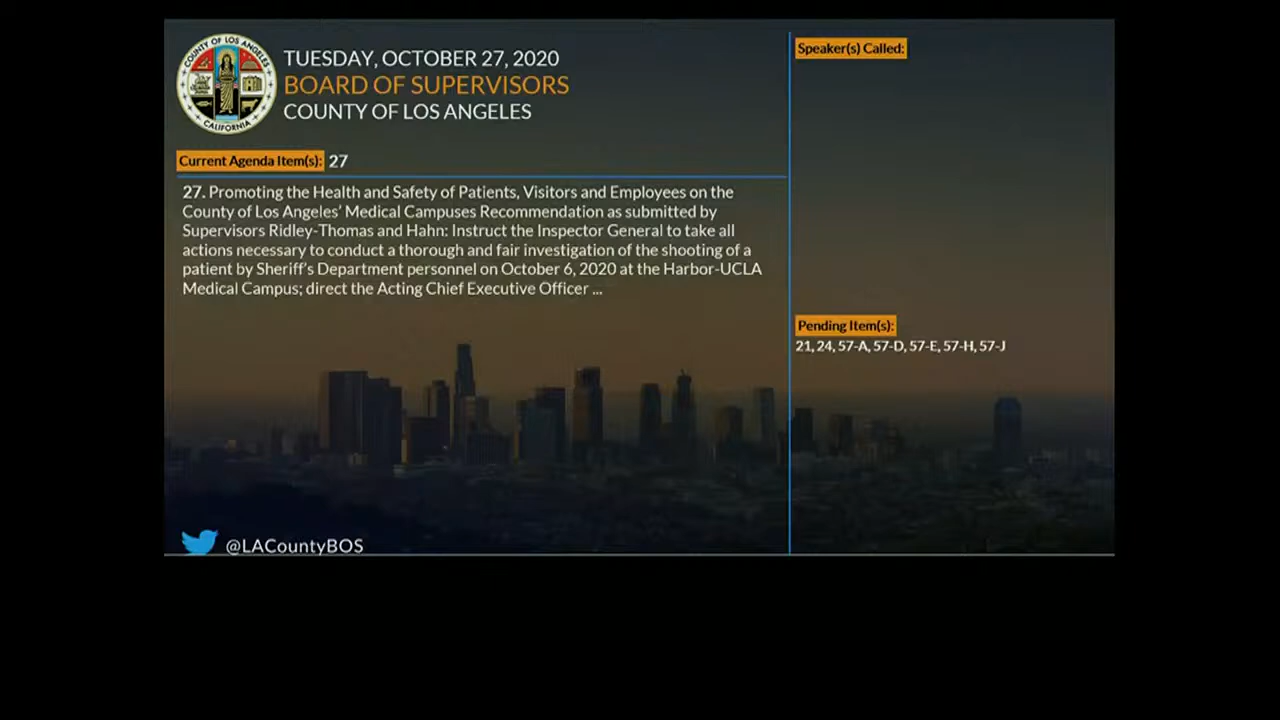 COUNTY OF LOS ANGELES
CALIFORNIA
TUESDAY, OCTOBER 27, 2020
BOARD OF SUPERVISORS
COUNTY OF LOS ANGELES
Current Agenda Item(s): 27
27. Promoting the Health and Safety of Patients, Visitors and Employees on the
County of Los Angeles’ Medical Campuses Recommendation as submitted by
Supervisors Ridley-Thomas and Hahn: Instruct the Inspector General to take all
actions necessary to conduct a thorough and fair investigation of the shooting of a
patient by Sheriff’s Department personnel on October 6, 2020 at the Harbor-UCLA
Medical Campus; direct the Acting Chief Executive Officer ...
@LACountyBOS
Speaker(s) Called:
Pending Item(s):
21, 24, 57-A, 57-D, 57-E, 57-H, 57-J